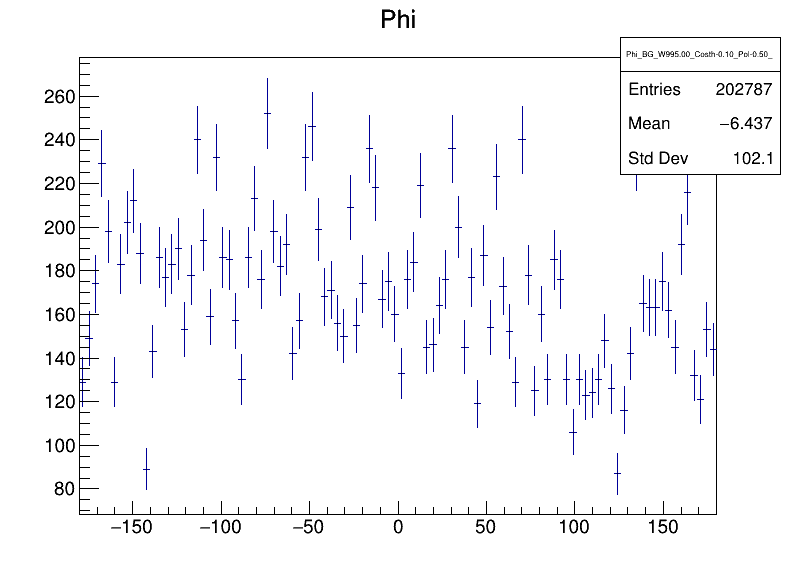 Phi
Phi_BG_W995.00_Costh-0.10_Pol-0.50_
Entries 202787
Mean −6.437
Std Dev 102.1
260
240
220
200
180
160
140
120
100
80
−150 −100 −50 0 50 100 150